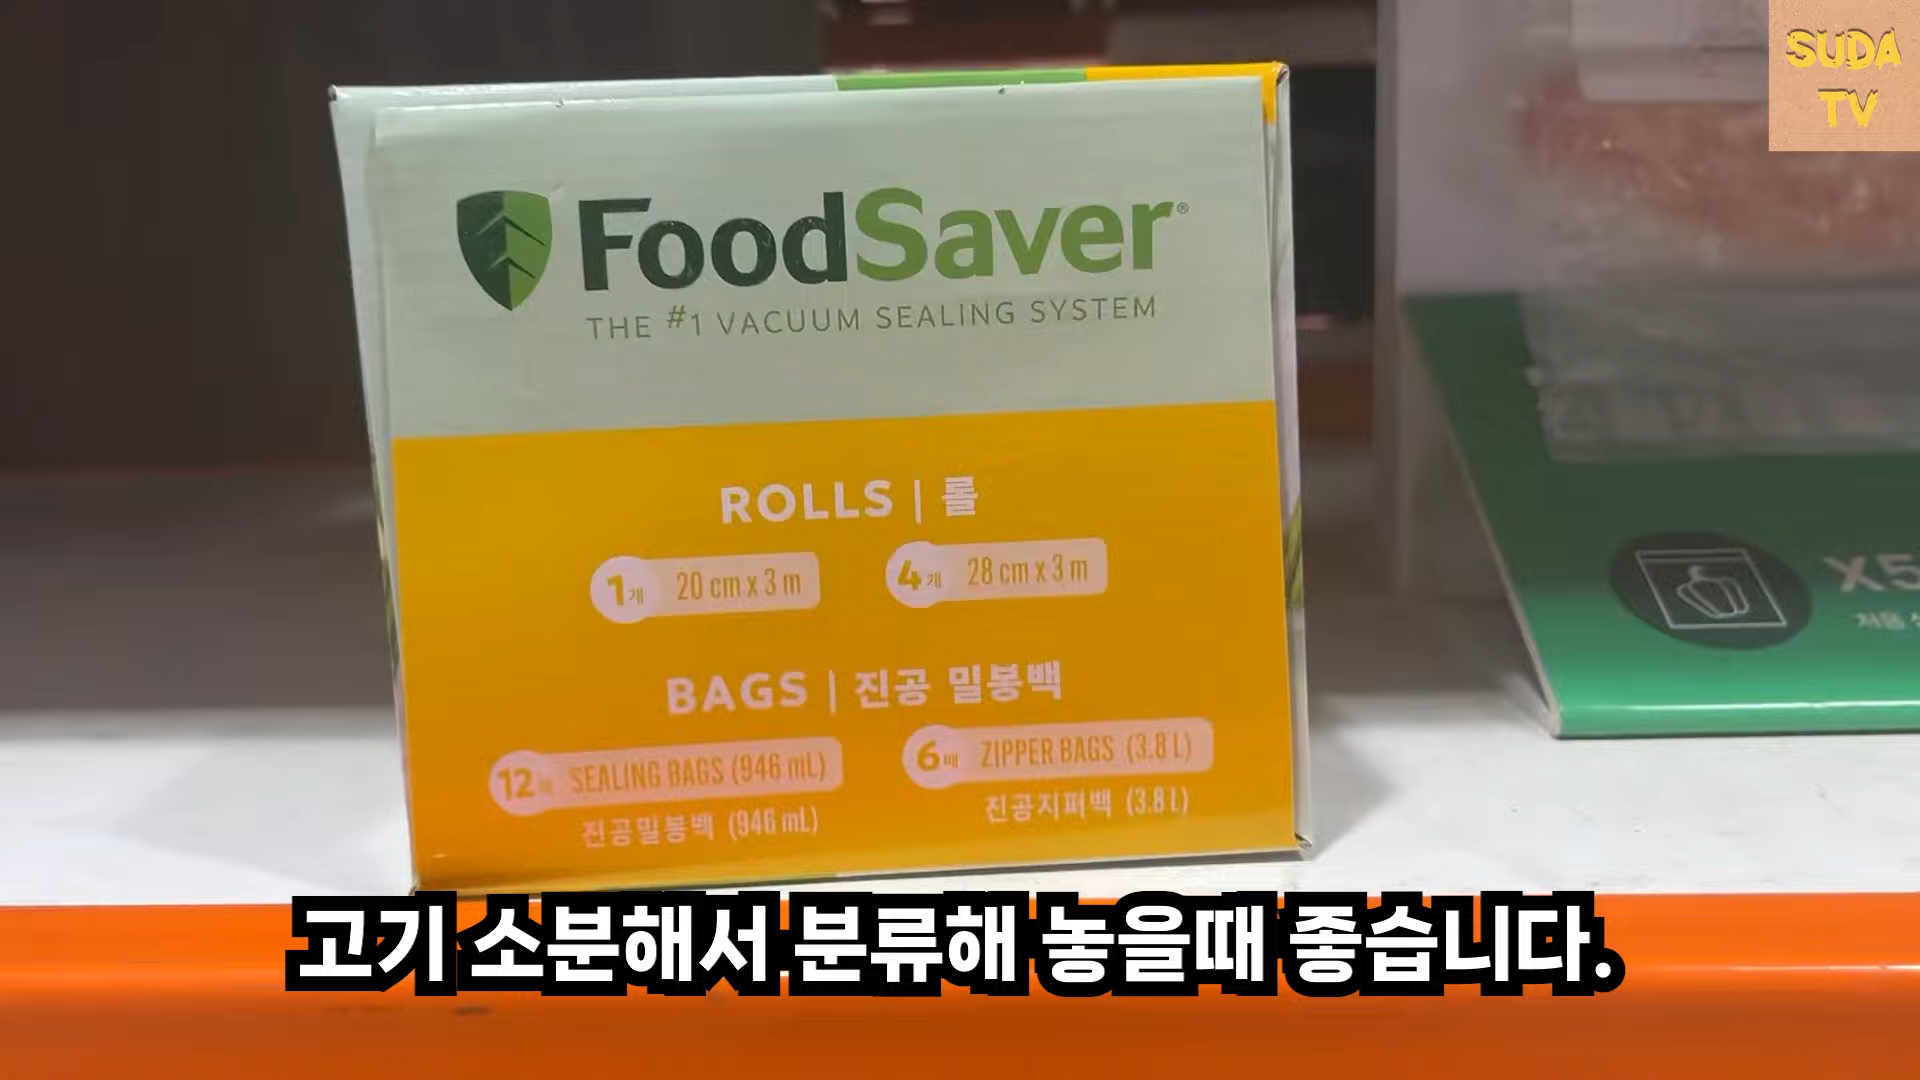 SUDA
TV
FoodSaver®
THE #1 VACUUM SEALING SYSTEM
ROLLS | 롤
1개 20 cm x 3 m
4개 28 cm x 3 m
BAGS | 진공 밀봉백
12매 SEALING BAGS (946 mL)
진공밀봉백 (946 mL)
6매 ZIPPER BAGS (3.8 L)
진공지퍼백 (3.8 L)
X5
고기 소분해서 분류해 놓을때 좋습니다.